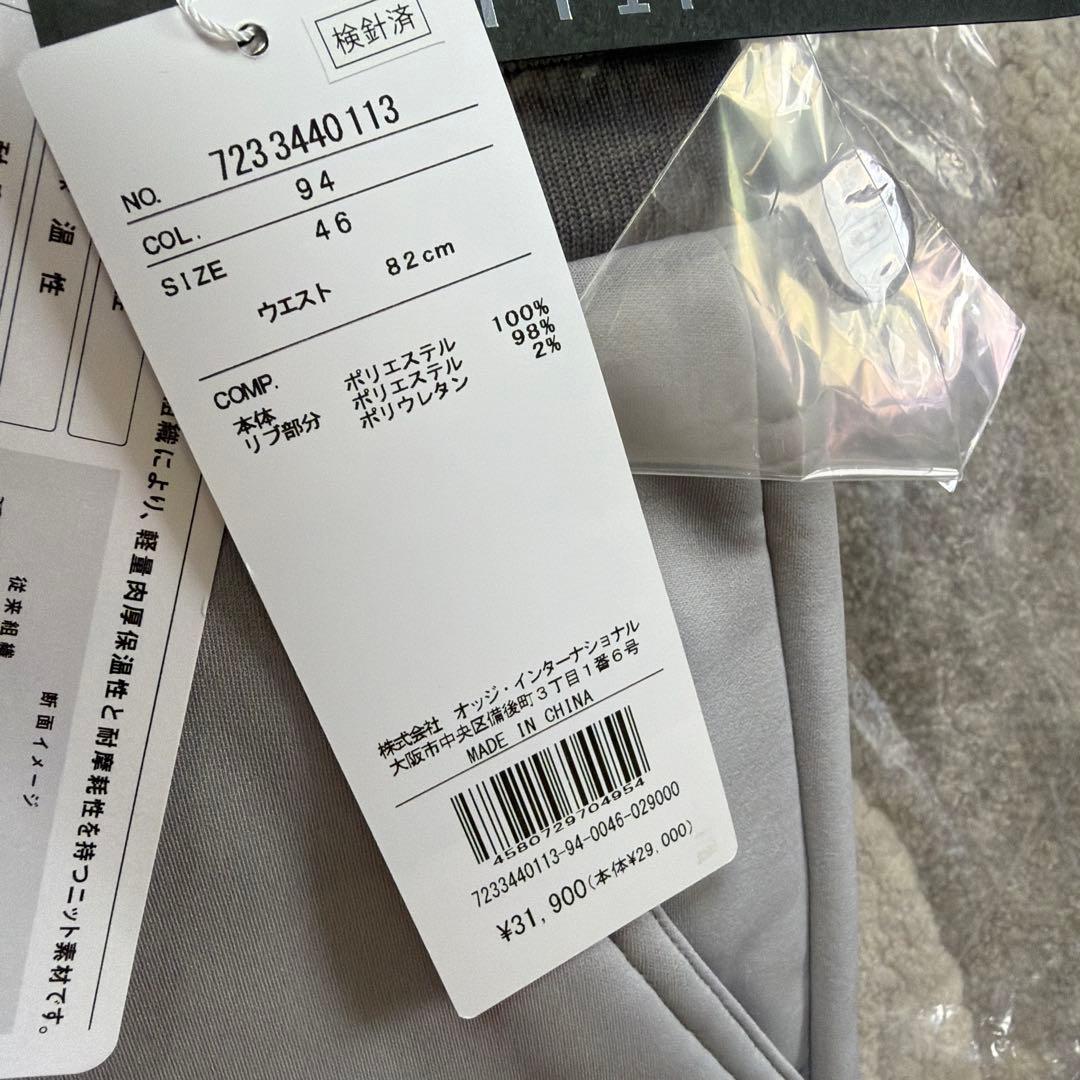 検針済
NO. 7233440113
COL. 94
SIZE 46
ウエスト 82cm
COMP.
本体 ポリエステル 100%
リブ部分 ポリエステル 98%
ポリウレタン 2%
株式会社 オッジ・インターナショナル
大阪市中央区備後町3丁目1番6号
MADE IN CHINA
4580729704954
7233440113-94-0046-029000
¥31,900(本体¥29,000)
温性
組織により、軽量肉厚保温性と耐摩耗性を持つニット素材です。
従来組織
断面イメージ